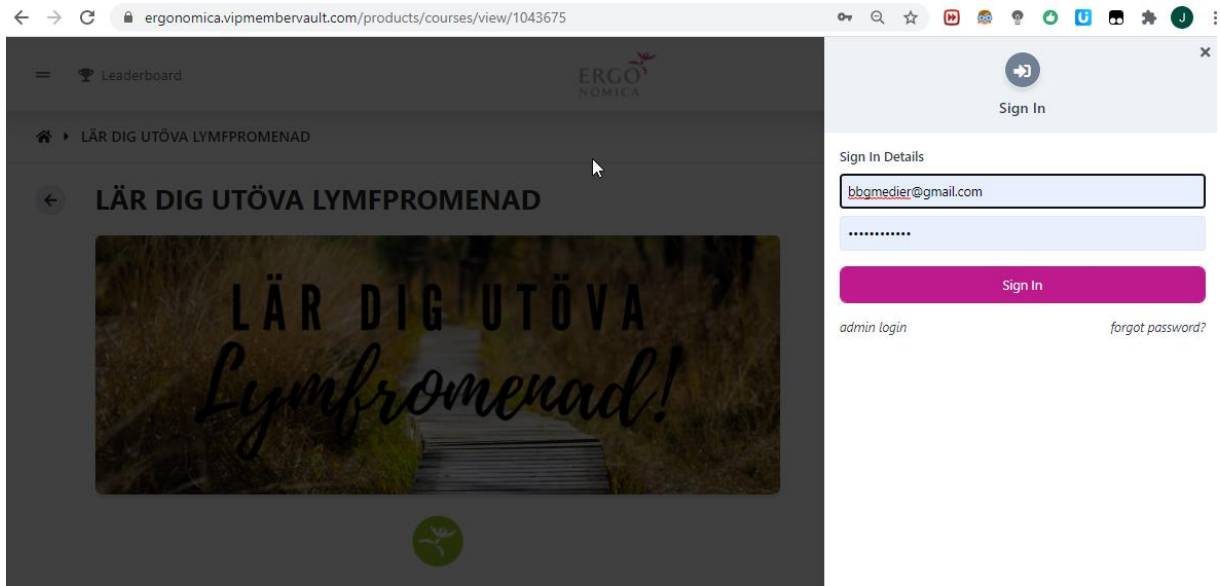 ergonomica.vipmembervault.com/products/courses/view/1043675
J
Leaderboard
ERGO
NOMICA
LÄR DIG UTÖVA LYMFPROMENAD
LÄR DIG UTÖVA LYMFPROMENAD
LÄR DIG UTÖVA
Lymfromenad!
Sign In
Sign In Details
bbgmedier@gmail.com
••••••••••••
Sign In
admin login
forgot password?